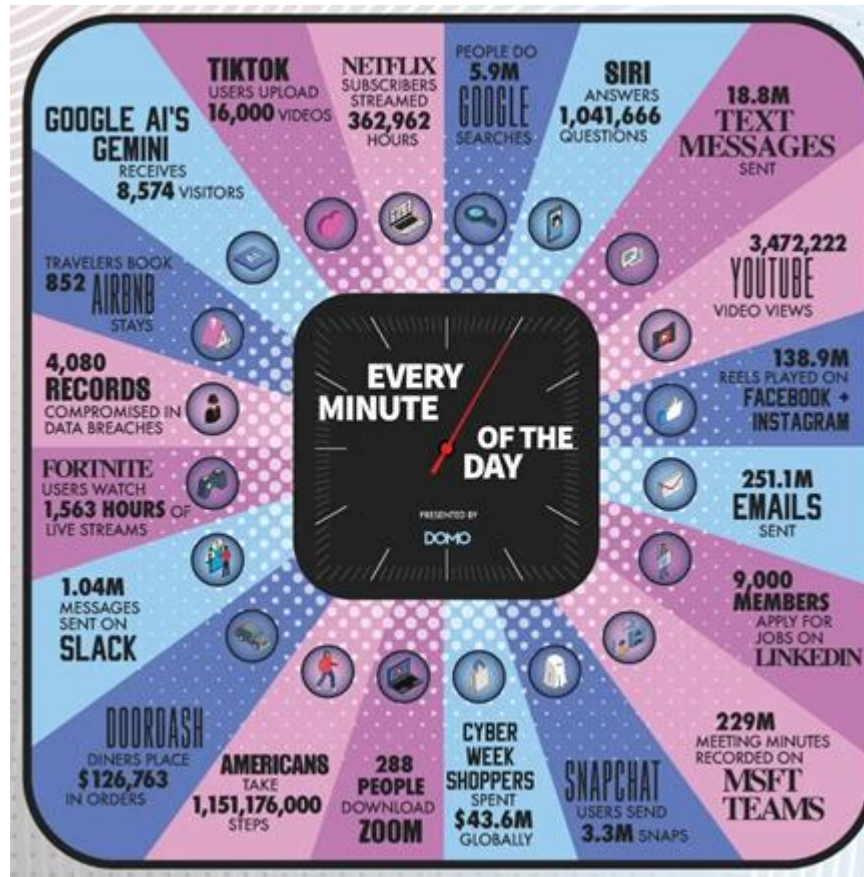 PEOPLE DO
5.9M
GOOGLE
SEARCHES
SIRI
ANSWERS
1,041,666
QUESTIONS
18.8M
TEXT
MESSAGES
SENT
3,472,222
YOUTUBE
VIDEO VIEWS
138.9M
REELS PLAYED ON
FACEBOOK +
INSTAGRAM
251.1M
EMAILS
SENT
9,000
MEMBERS
APPLY FOR
JOBS ON
LINKEDIN
229M
MEETING MINUTES
RECORDED ON
MSFT
TEAMS
SNAPCHAT
USERS SEND
3.3M SNAPS
CYBER
WEEK
SHOPPERS
SPENT
$43.6M
GLOBALLY
288
PEOPLE
DOWNLOAD
ZOOM
AMERICANS
TAKE
1,151,176,000
STEPS
DOORDASH
DINERS PLACE
$126,763
IN ORDERS
1.04M
MESSAGES
SENT ON
SLACK
FORTNITE
USERS WATCH
1,563 HOURS OF
LIVE STREAMS
4,080
RECORDS
COMPROMISED IN
DATA BREACHES
TRAVELERS BOOK
852 AIRBNB
STAYS
GOOGLE AI'S
GEMINI
RECEIVES
8,574 VISITORS
TIKTOK
USERS UPLOAD
16,000 VIDEOS
NETFLIX
SUBSCRIBERS
STREAMED
362,962
HOURS
EVERY
MINUTE
OF THE
DAY
PRESENTED BY
DOMO